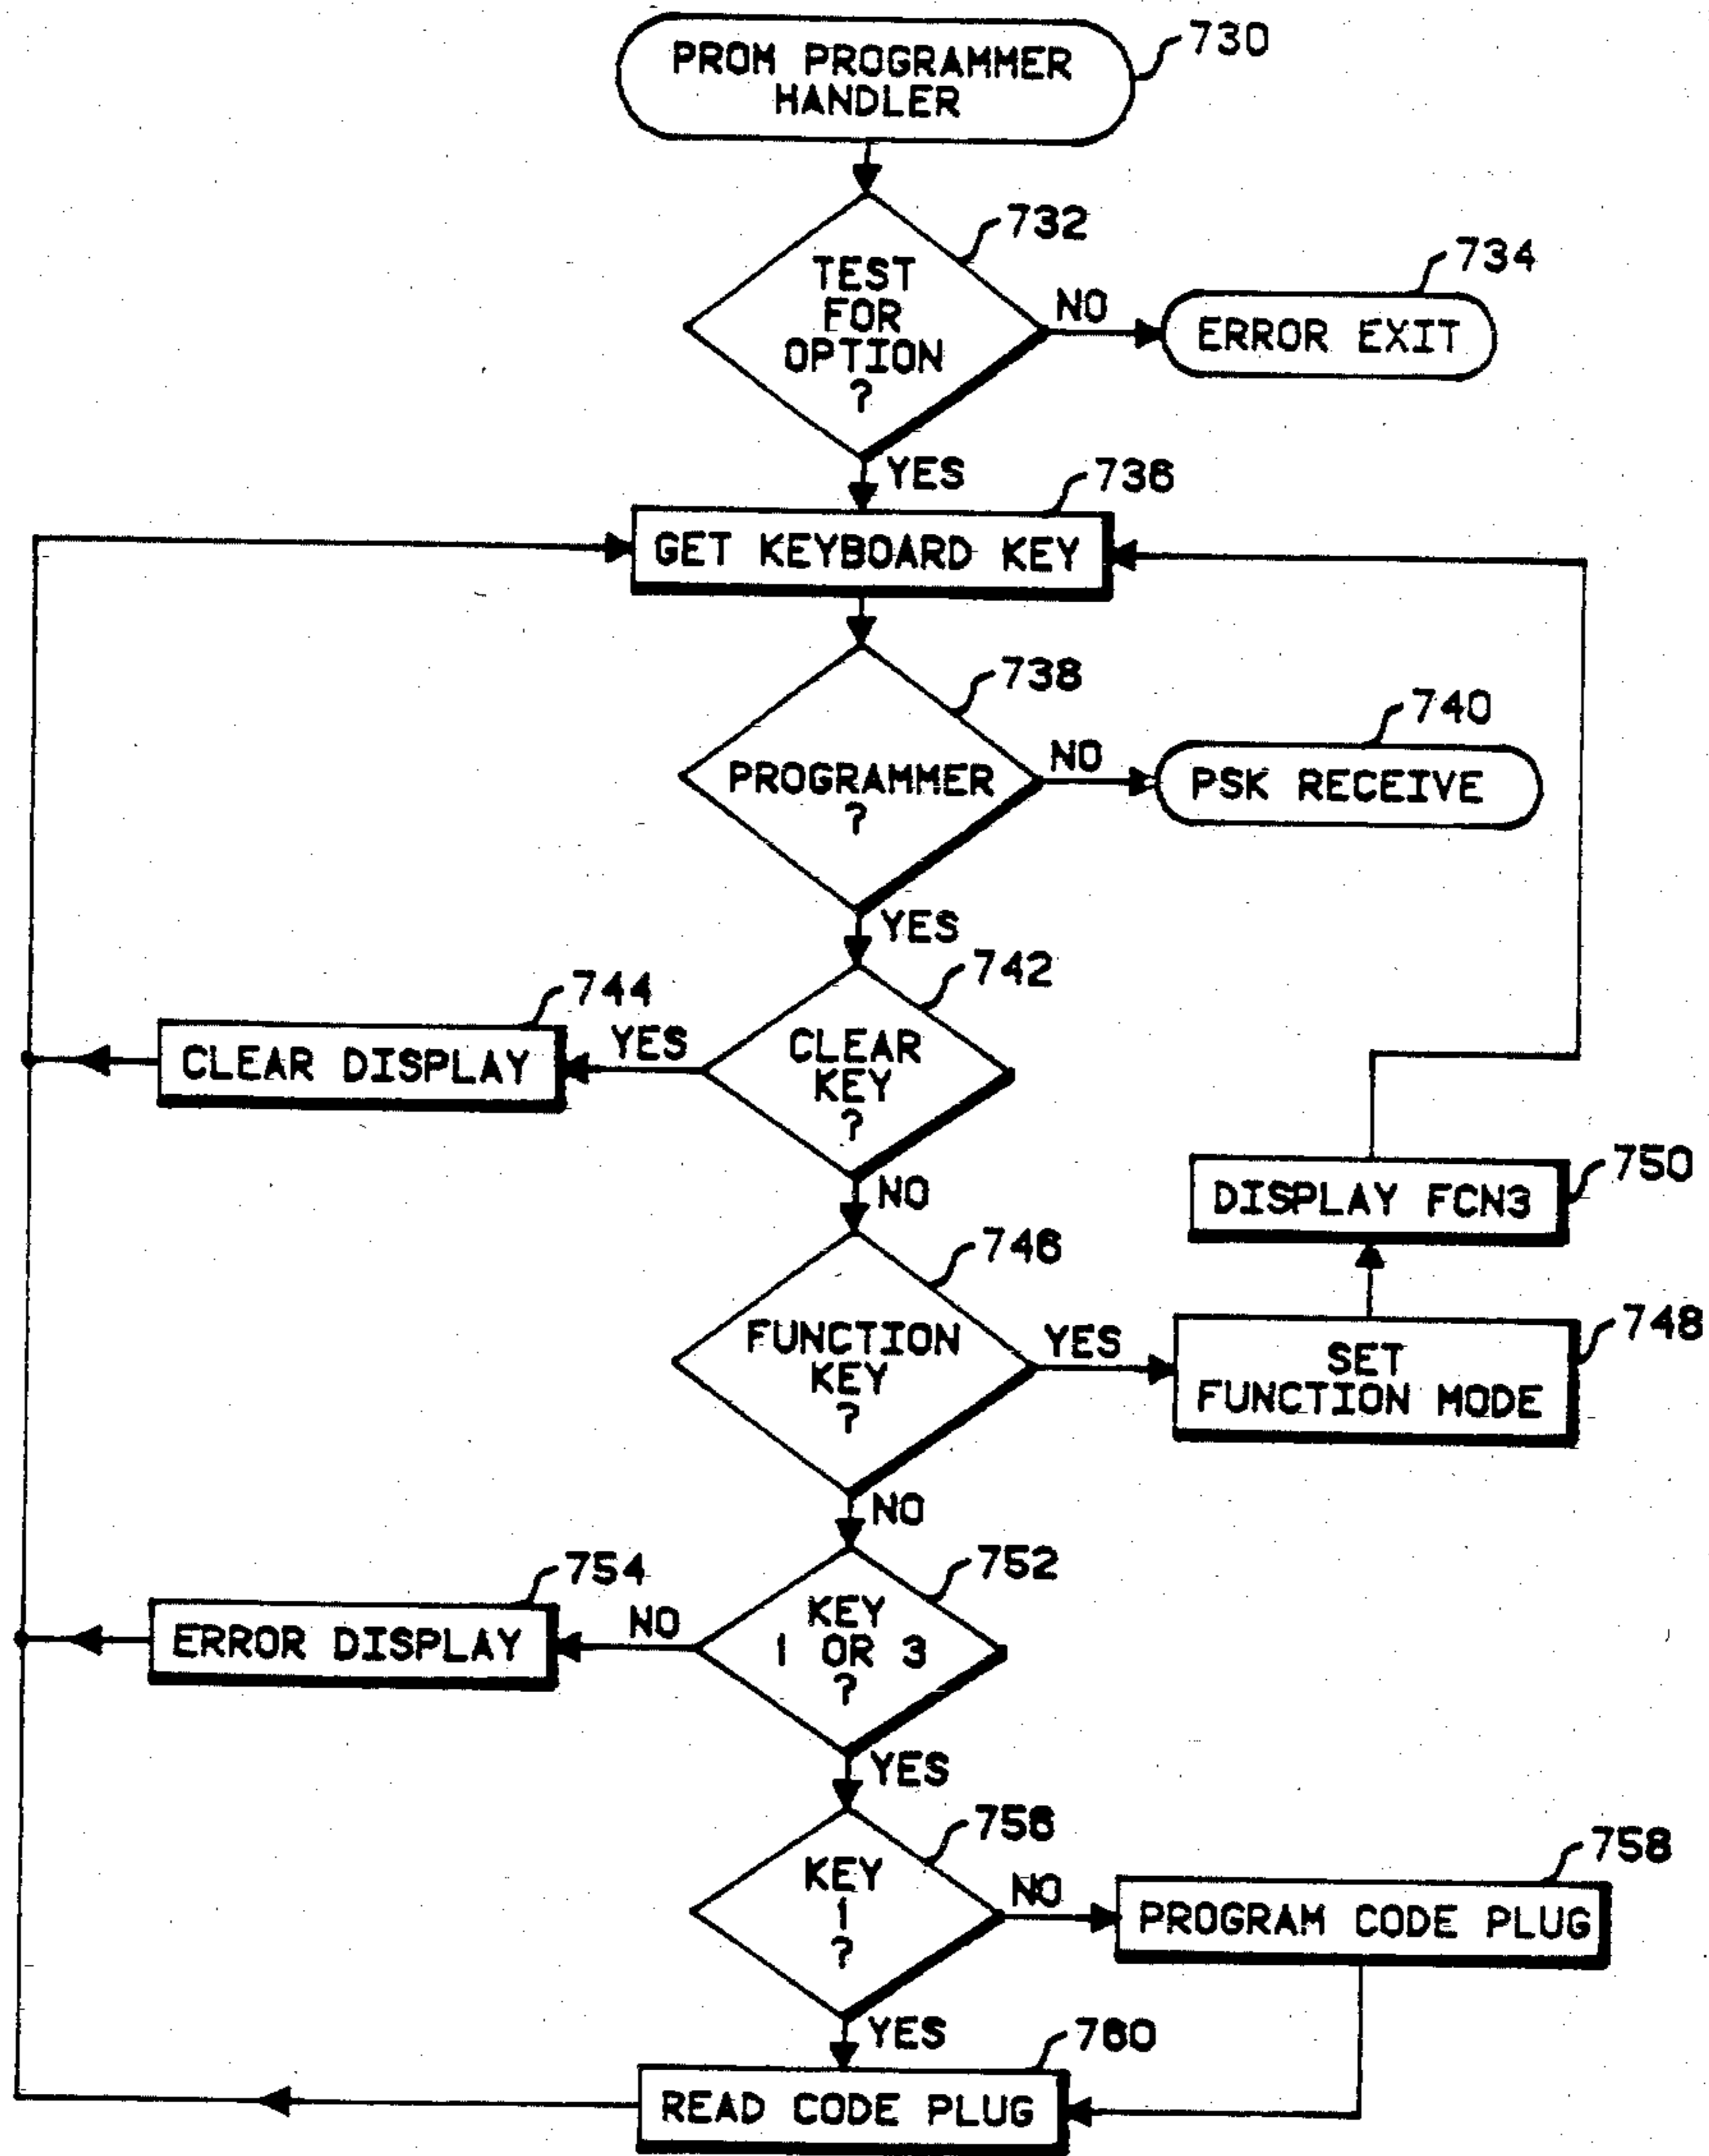 730
PROM PROGRAMMER
HANDLER
732
TEST
FOR
OPTION
?
NO
734
ERROR EXIT
YES
736
GET KEYBOARD KEY
738
PROGRAMMER
?
NO
740
PSK RECEIVE
YES
742
CLEAR
KEY
?
YES
744
CLEAR DISPLAY
NO
746
FUNCTION
KEY
?
YES
748
SET
FUNCTION MODE
750
DISPLAY FCN3
NO
752
KEY
1 OR 3
?
NO
754
ERROR DISPLAY
YES
756
KEY
1
?
NO
758
PROGRAM CODE PLUG
YES
760
READ CODE PLUG